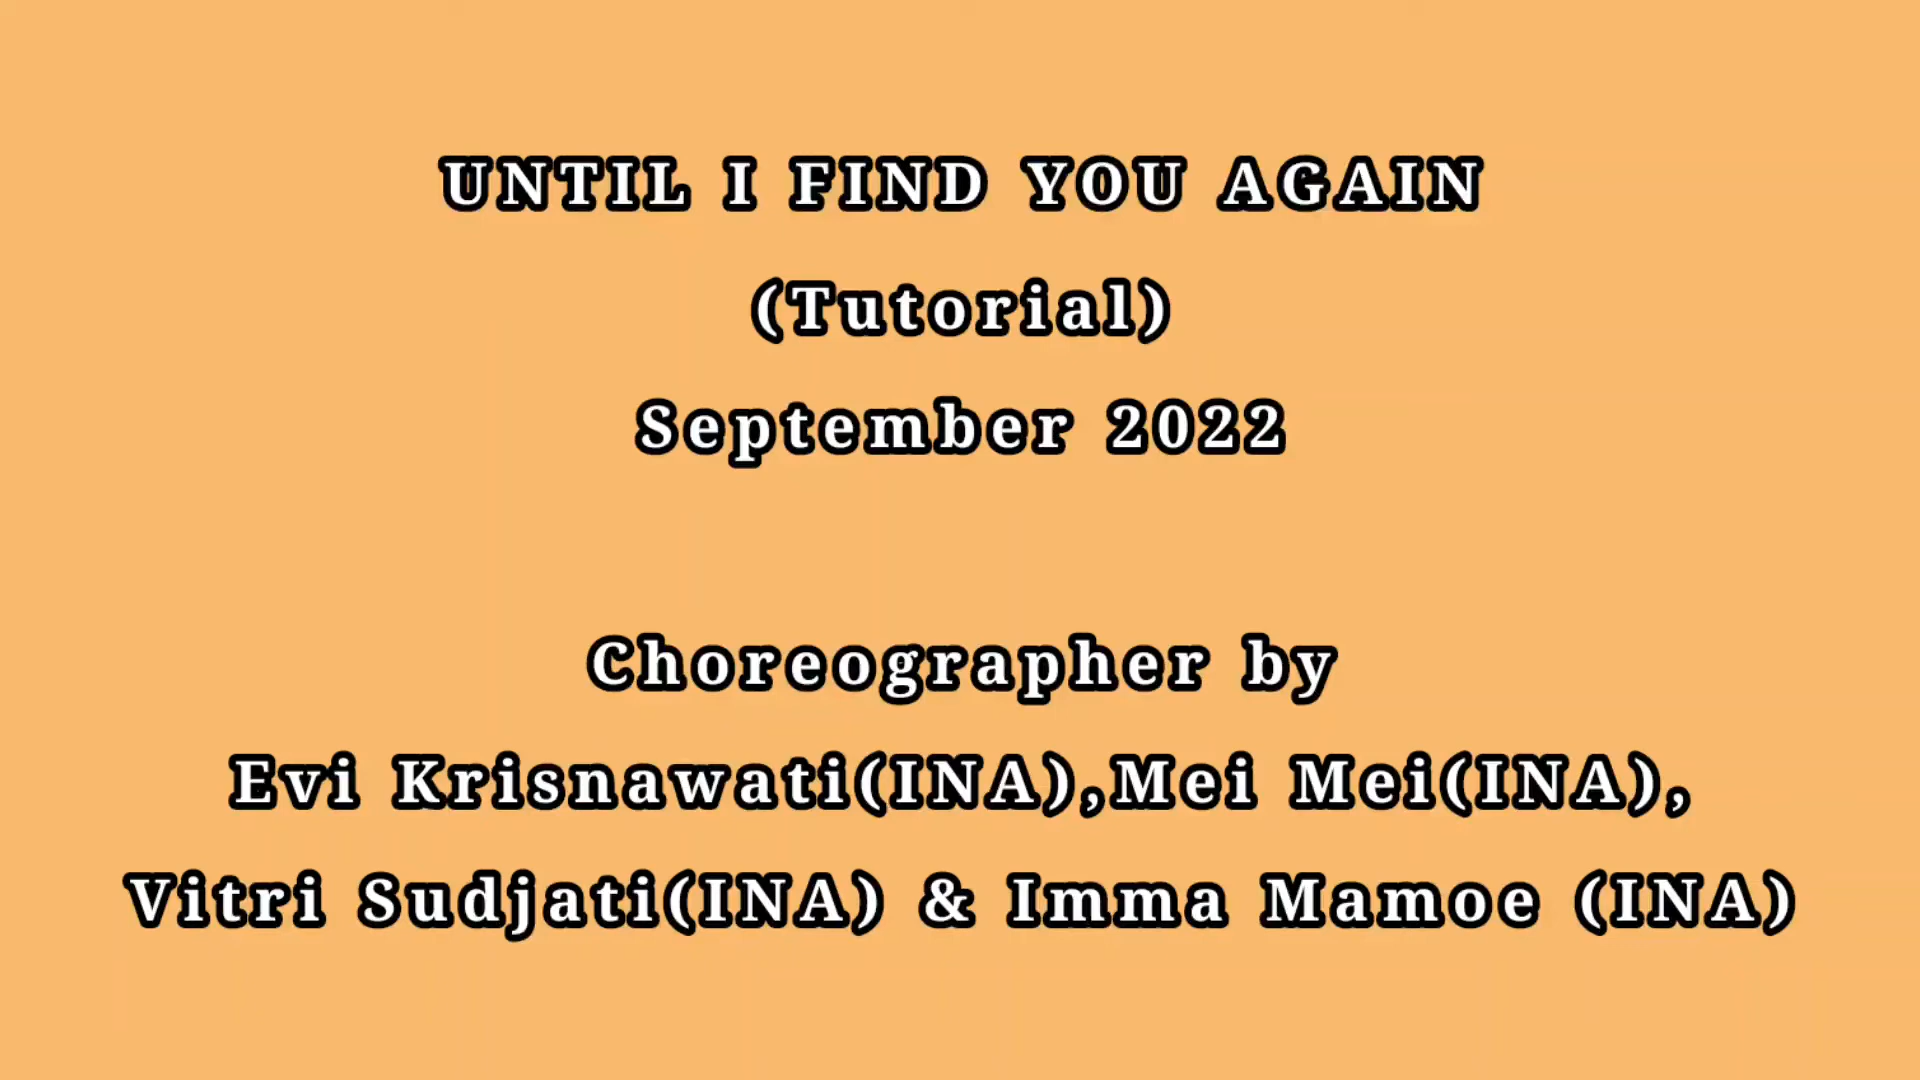 UNTIL I FIND YOU AGAIN
(Tutorial)
September 2022
Choreographer by
Evi Krisnawati(INA),Mei Mei(INA),
Vitri Sudjati(INA) & Imma Mamoe (INA)